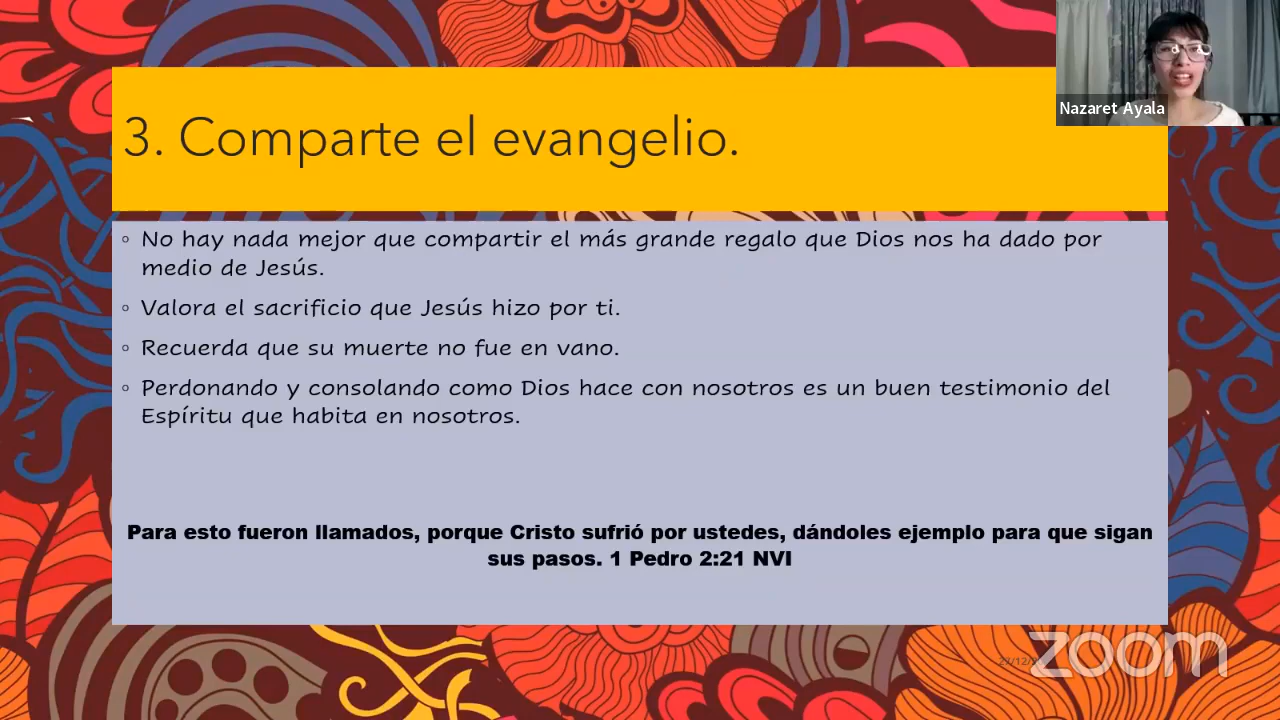 Nazaret Ayala
3. Comparte el evangelio.
◦ No hay nada mejor que compartir el más grande regalo que Dios nos ha dado por
medio de Jesús.
◦ Valora el sacrificio que Jesús hizo por ti.
◦ Recuerda que su muerte no fue en vano.
◦ Perdonando y consolando como Dios hace con nosotros es un buen testimonio del
Espíritu que habita en nosotros.
Para esto fueron llamados, porque Cristo sufrió por ustedes, dándoles ejemplo para que sigan
sus pasos. 1 Pedro 2:21 NVI
zoom